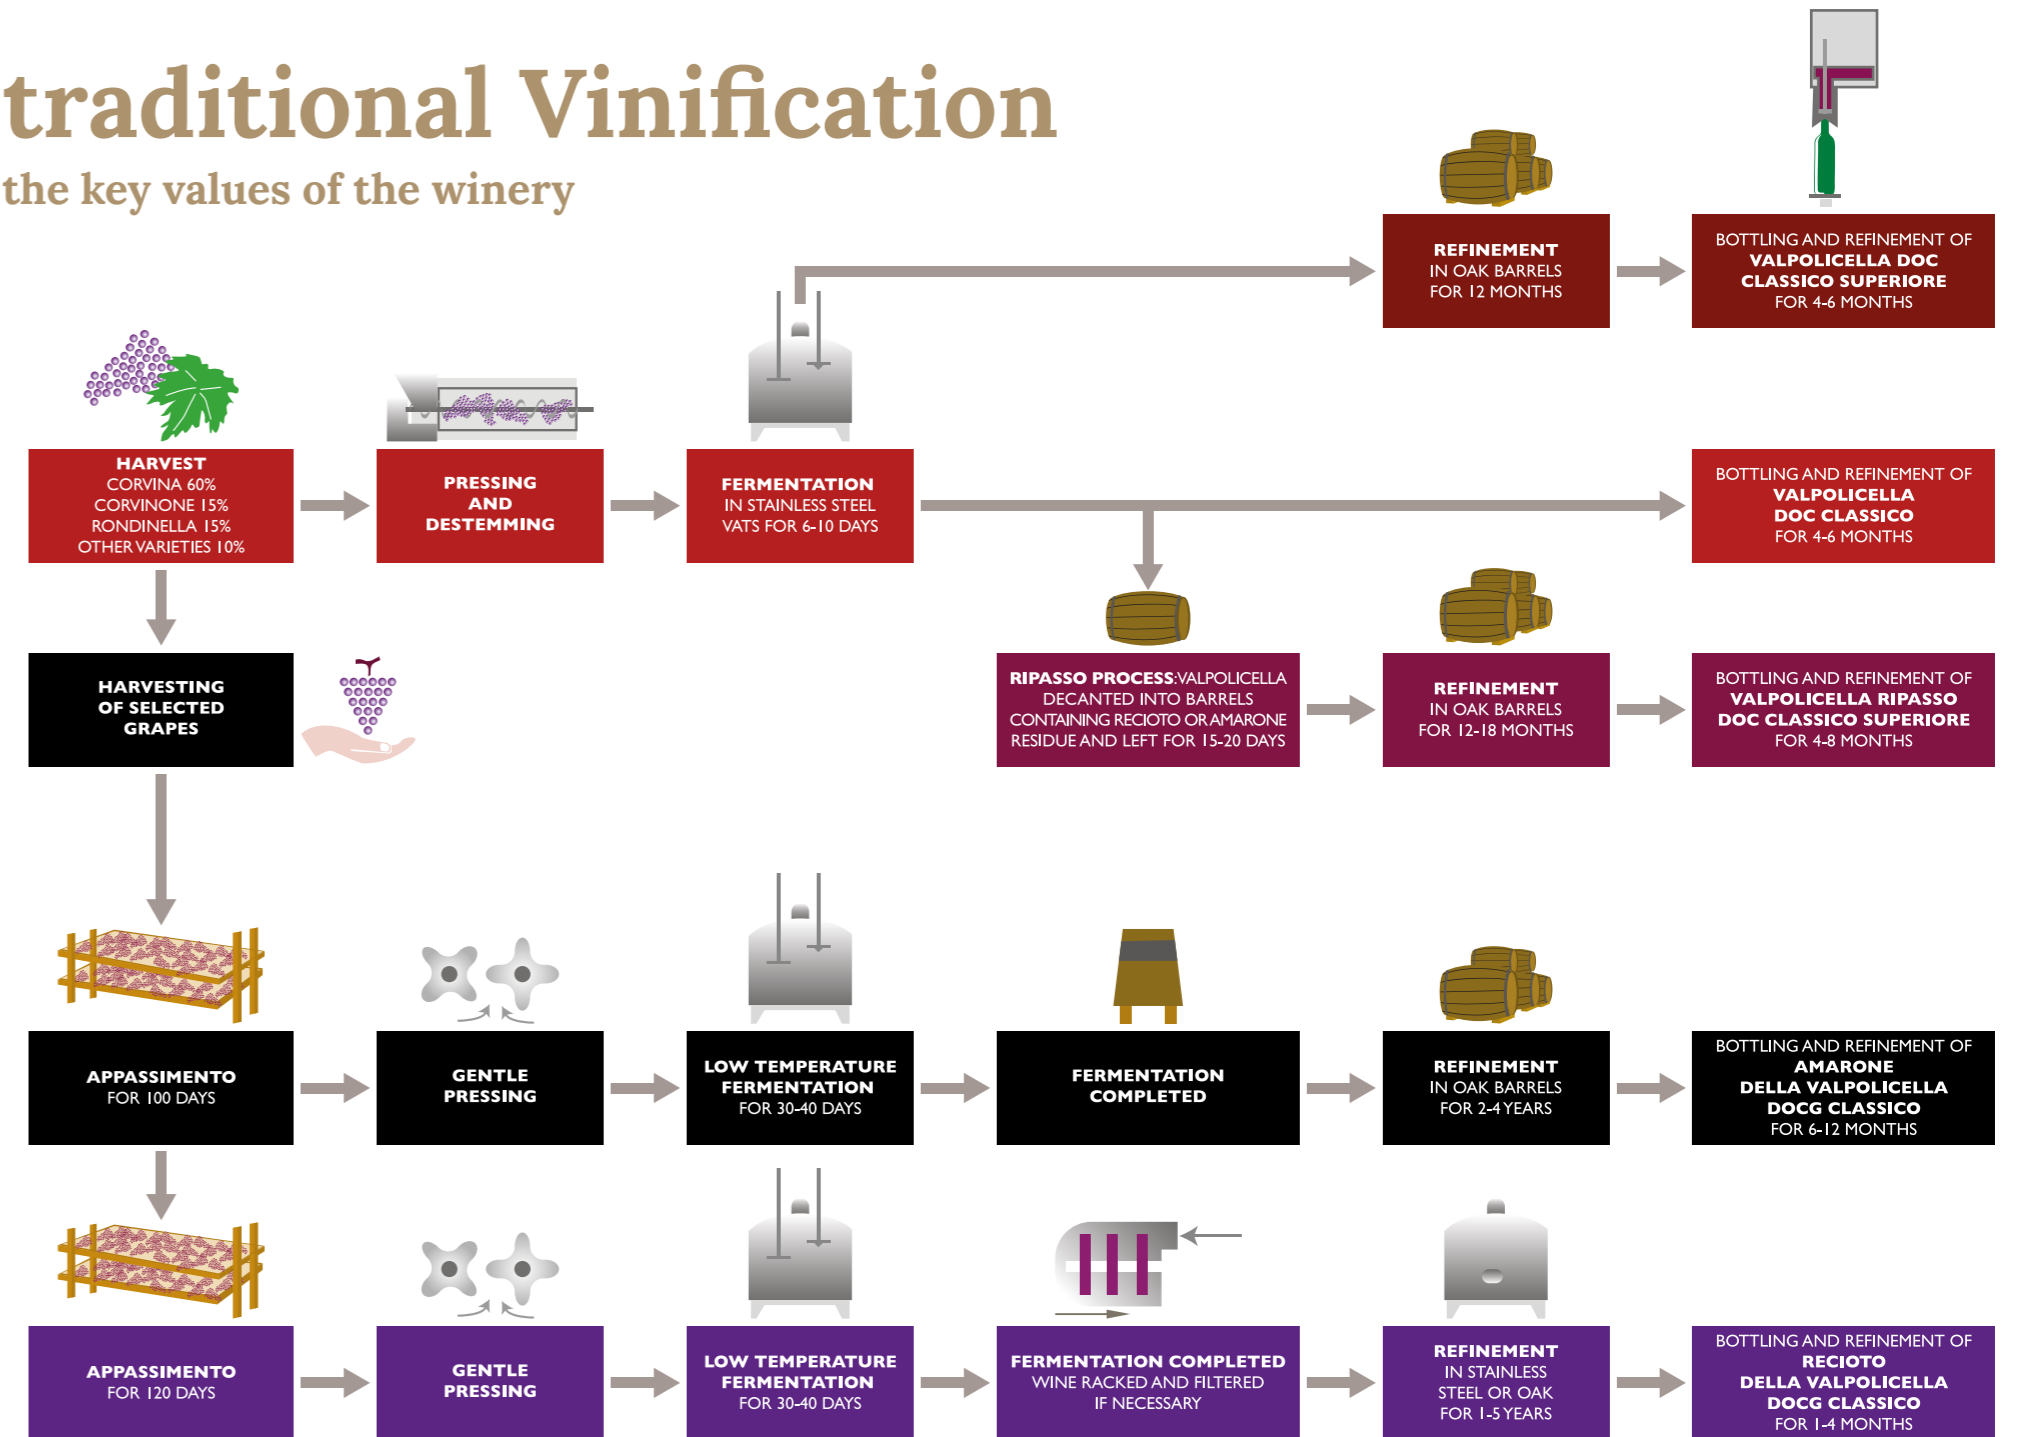 traditional Vinification
the key values of the winery
REFINEMENT
IN OAK BARRELS
FOR 12 MONTHS
BOTTLING AND REFINEMENT OF
VALPOLICELLA DOC
CLASSICO SUPERIORE
FOR 4-6 MONTHS
HARVEST
CORVINA 60%
CORVINONE 15%
RONDINELLA 15%
OTHER VARIETIES 10%
PRESSING
AND
DESTEMMING
FERMENTATION
IN STAINLESS STEEL
VATS FOR 6-10 DAYS
BOTTLING AND REFINEMENT OF
VALPOLICELLA
DOC CLASSICO
FOR 4-6 MONTHS
HARVESTING
OF SELECTED
GRAPES
RIPASSO PROCESS:VALPOLICELLA
DECANTED INTO BARRELS
CONTAINING RECIOTO OR AMARONE
RESIDUE AND LEFT FOR 15-20 DAYS
REFINEMENT
IN OAK BARRELS
FOR 12-18 MONTHS
BOTTLING AND REFINEMENT OF
VALPOLICELLA RIPASSO
DOC CLASSICO SUPERIORE
FOR 4-8 MONTHS
APPASSIMENTO
FOR 100 DAYS
GENTLE
PRESSING
LOW TEMPERATURE
FERMENTATION
FOR 30-40 DAYS
FERMENTATION
COMPLETED
REFINEMENT
IN OAK BARRELS
FOR 2-4 YEARS
BOTTLING AND REFINEMENT OF
AMARONE
DELLA VALPOLICELLA
DOCG CLASSICO
FOR 6-12 MONTHS
APPASSIMENTO
FOR 120 DAYS
GENTLE
PRESSING
LOW TEMPERATURE
FERMENTATION
FOR 30-40 DAYS
FERMENTATION COMPLETED
WINE RACKED AND FILTERED
IF NECESSARY
REFINEMENT
IN STAINLESS
STEEL OR OAK
FOR 1-5 YEARS
BOTTLING AND REFINEMENT OF
RECIOTO
DELLA VALPOLICELLA
DOCG CLASSICO
FOR 1-4 MONTHS